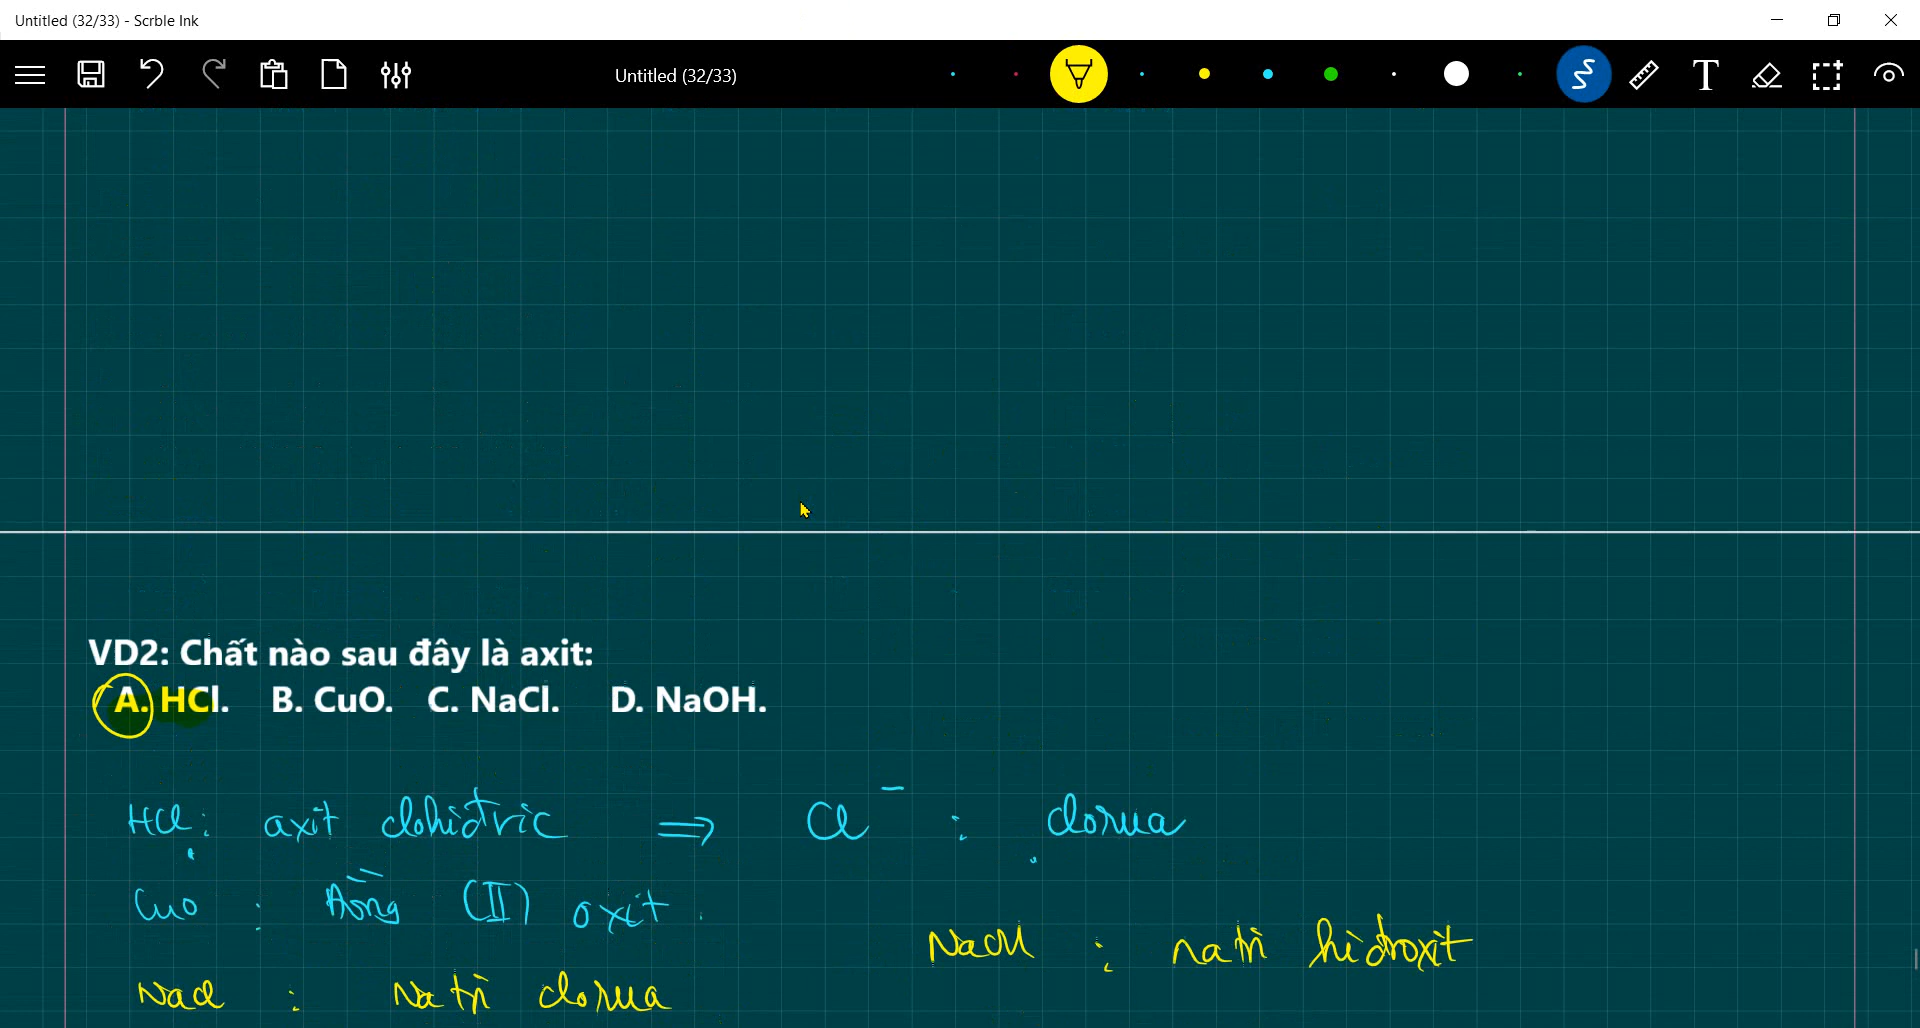 Untitled (32/33) - Scrble Ink
Untitled (32/33)
VD2: Chất nào sau đây là axit:
A. HCl. B. CuO. C. NaCl. D. NaOH.
HCl: axit clohiđric ⇒ Cl⁻ : clorua
CuO : Đồng (II) oxit.
NaOH : natri hiđroxit
NaCl : Natri clorua